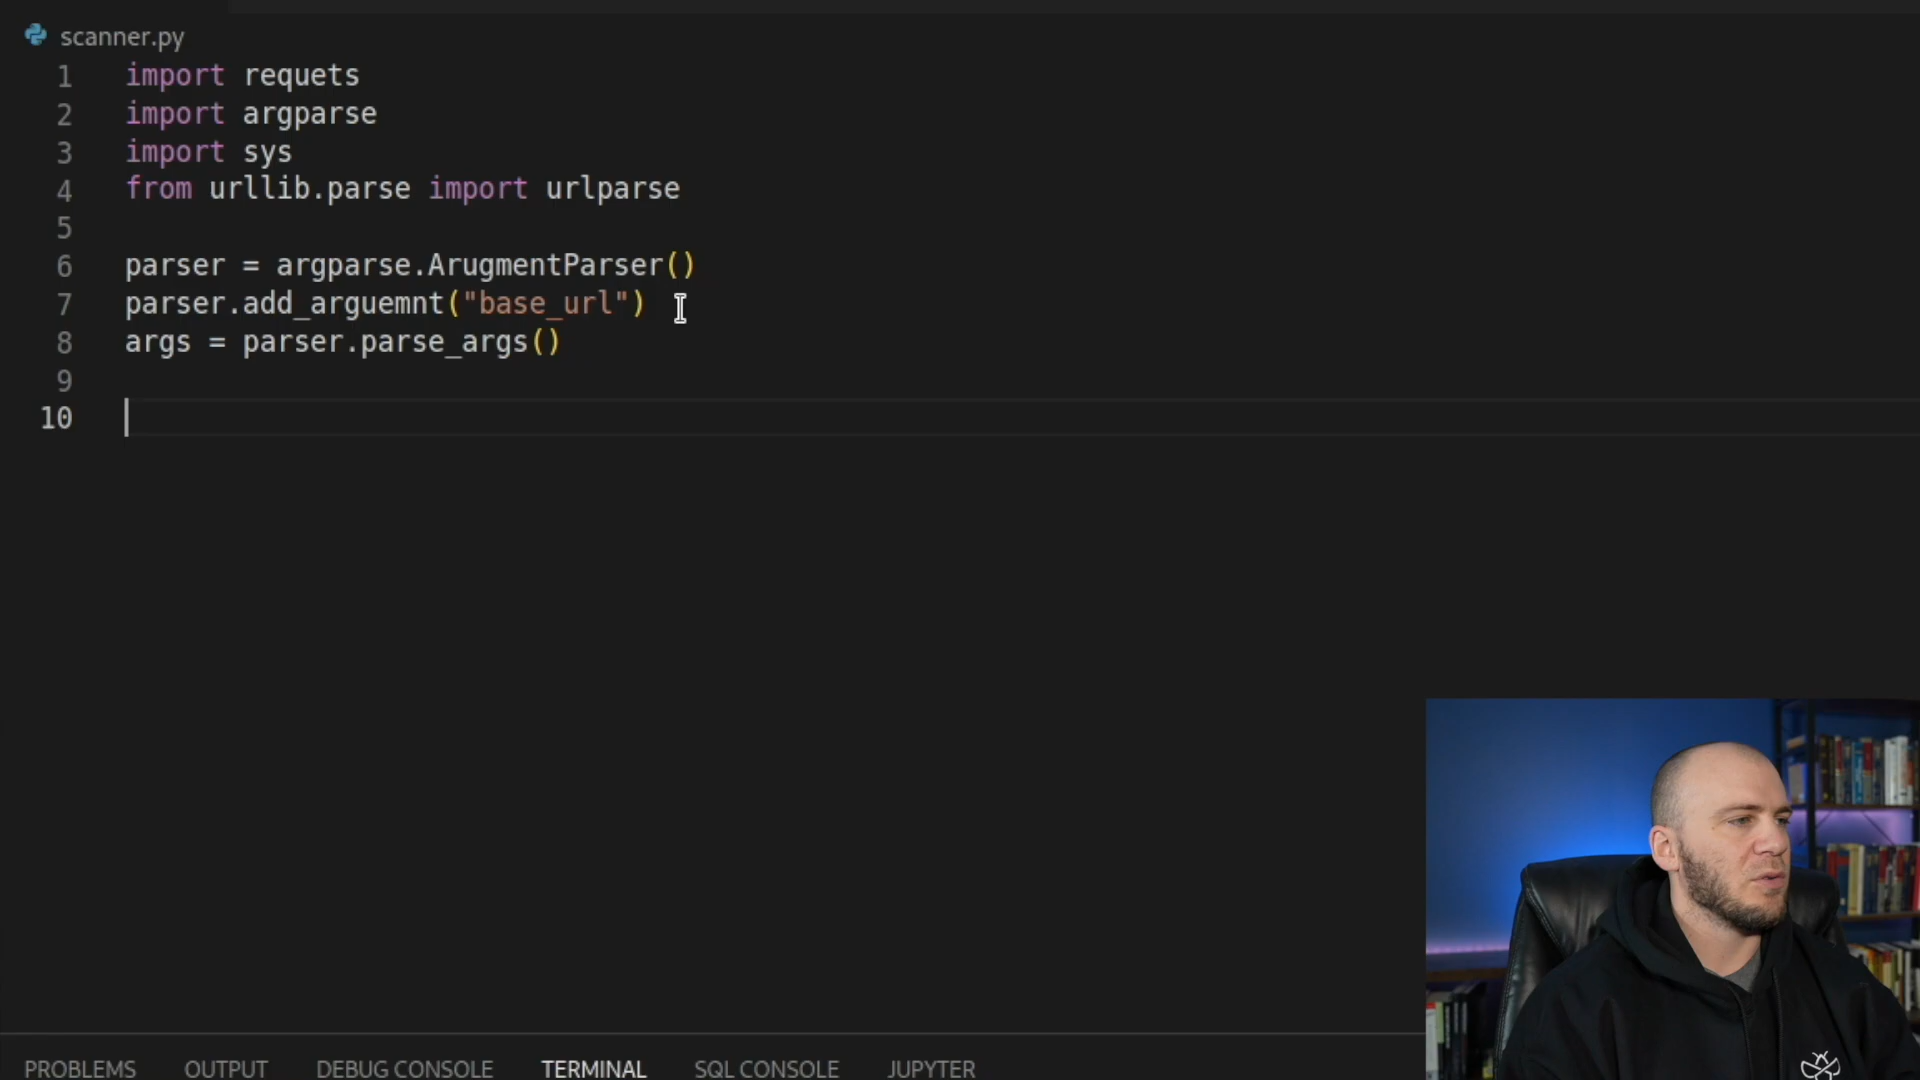 scanner.py
1 import requets
2 import argparse
3 import sys
4 from urllib.parse import urlparse
5
6 parser = argparse.ArugmentParser()
7 parser.add_arguemnt("base_url")
8 args = parser.parse_args()
9
10
PROBLEMS OUTPUT DEBUG CONSOLE TERMINAL SQL CONSOLE JUPYTER